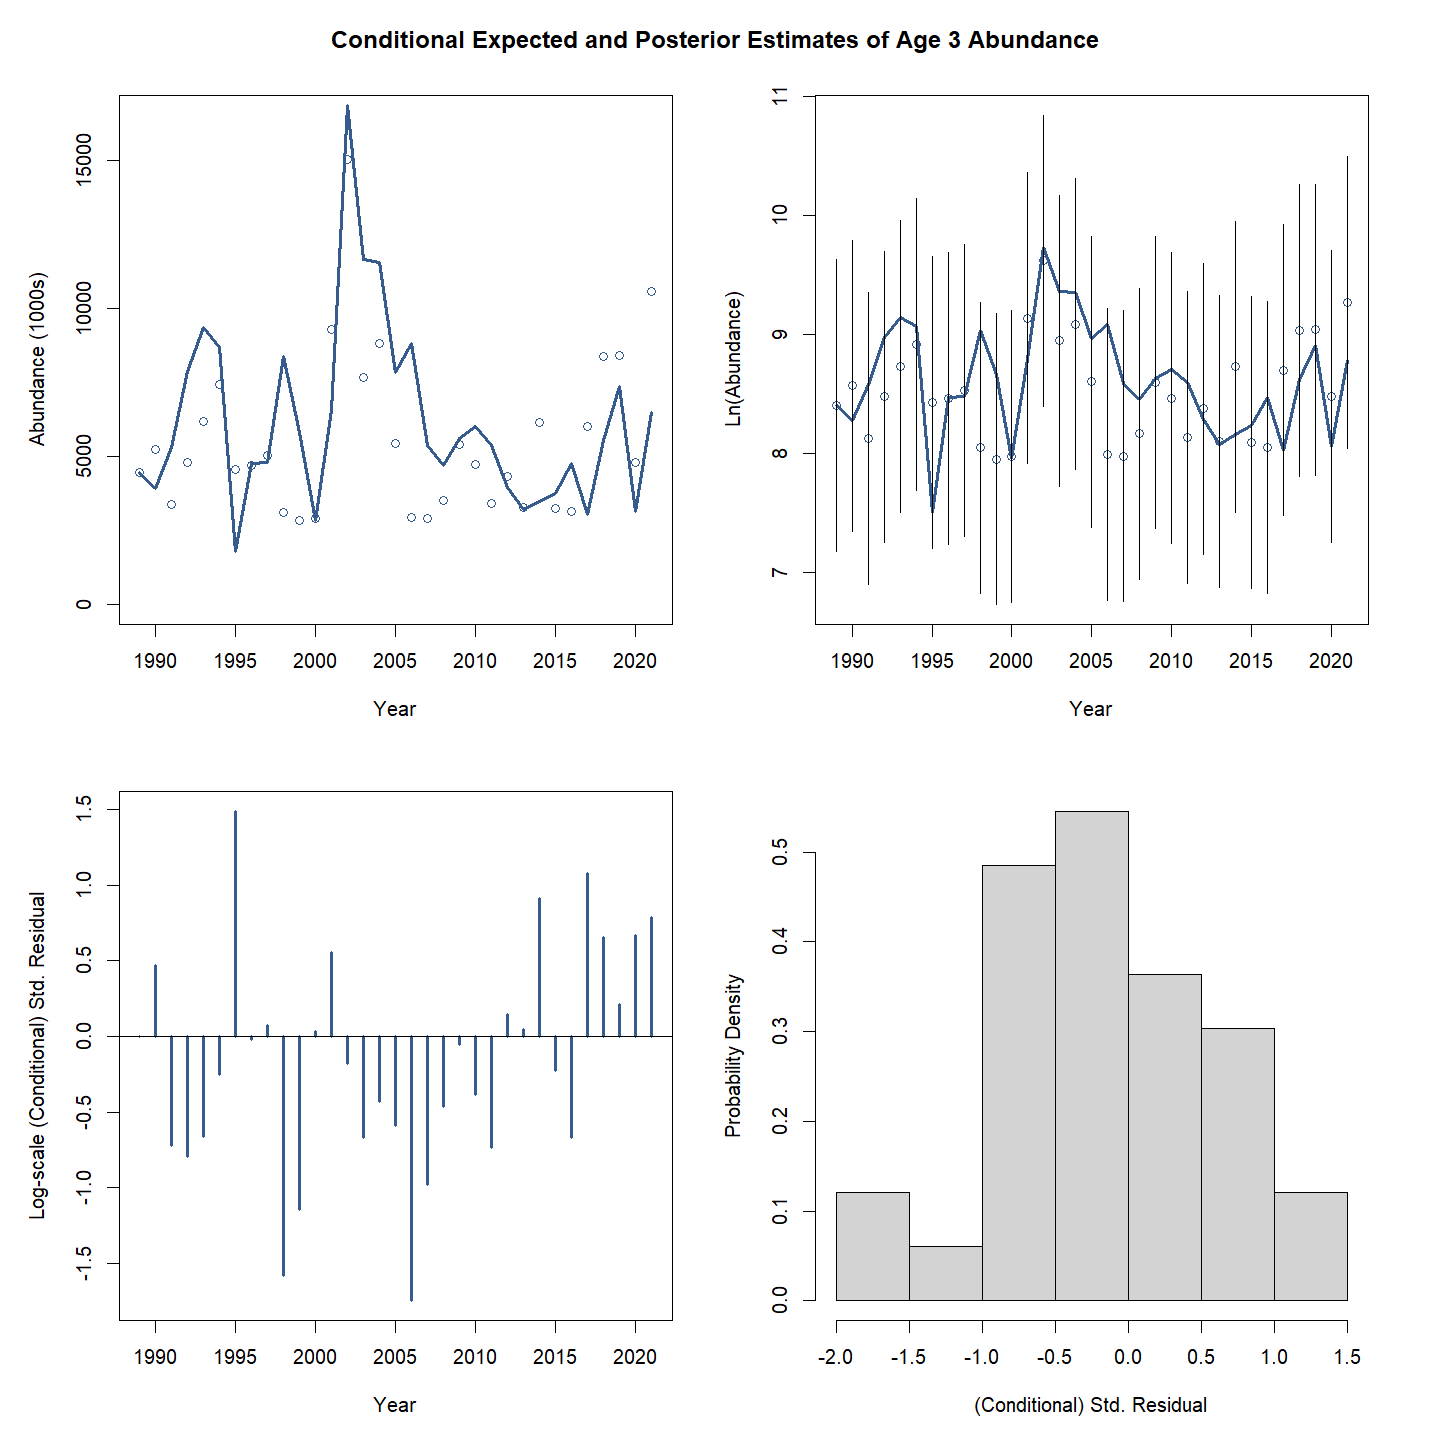 Conditional Expected and Posterior Estimates of Age 3 Abundance
Abundance (1000s)
15000
10000
5000
0
1990 1995 2000 2005 2010 2015 2020
Year
Ln(Abundance)
11
10
9
8
7
1990 1995 2000 2005 2010 2015 2020
Year
Log-scale (Conditional) Std. Residual
1.5
1.0
0.5
0.0
-0.5
-1.0
-1.5
1990 1995 2000 2005 2010 2015 2020
Year
Probability Density
0.5
0.4
0.3
0.2
0.1
0.0
-2.0 -1.5 -1.0 -0.5 0.0 0.5 1.0 1.5
(Conditional) Std. Residual